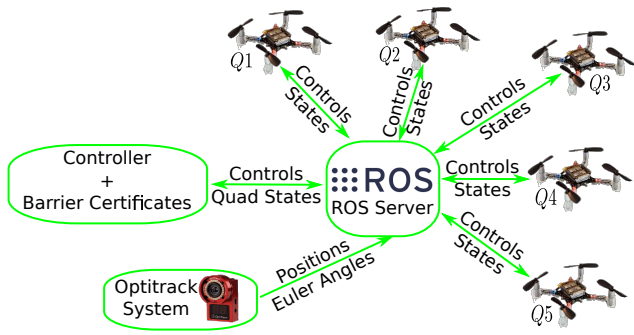 Q1
Q2
Q3
Controls
States
Controls
States
Controls
States
Controller
+
Barrier Certificates
Controls
Quad States
ROS
ROS Server
Controls
States
Q4
Controls
States
Q5
Positions
Euler Angles
Optitrack
System